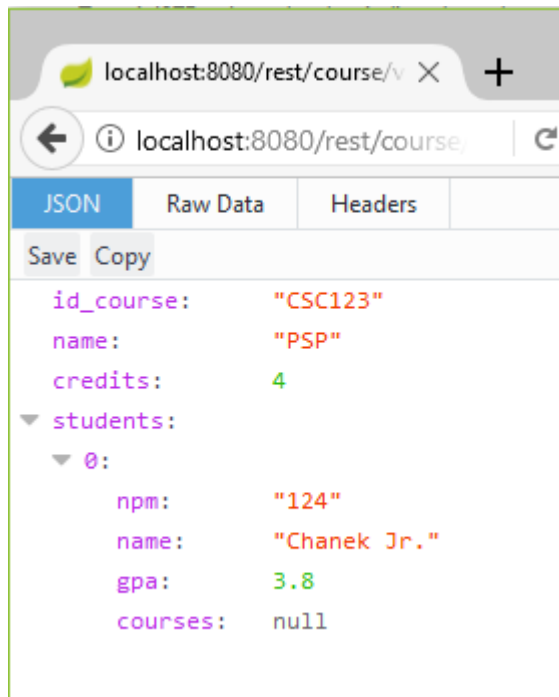 localhost:8080/rest/course/v
localhost:8080/rest/course/
JSON Raw Data Headers
Save Copy
id_course: "CSC123"
name: "PSP"
credits: 4
students:
0:
npm: "124"
name: "Chanek Jr."
gpa: 3.8
courses: null